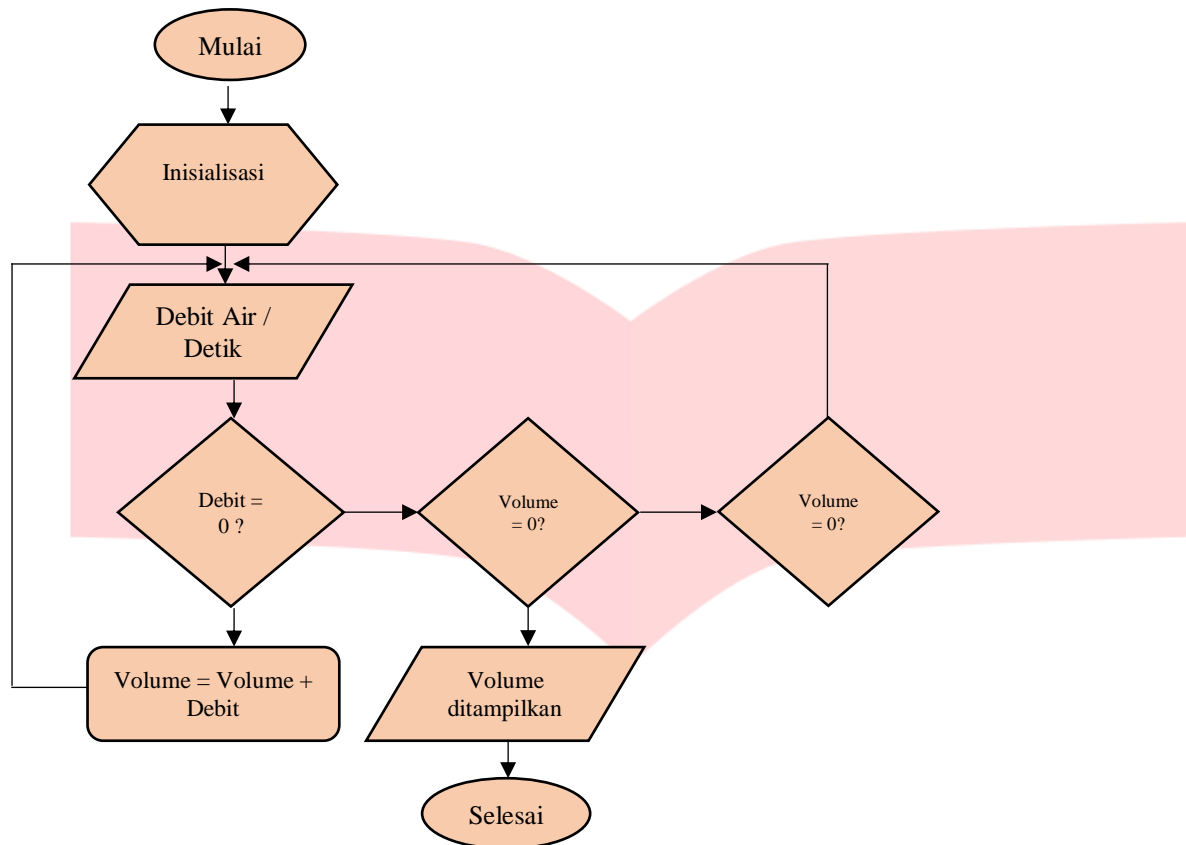 Mulai
Inisialisasi
Debit Air /
Detik
Debit =
0 ?
Volume
= 0?
Volume
= 0?
Volume = Volume +
Debit
Volume
ditampilkan
Selesai